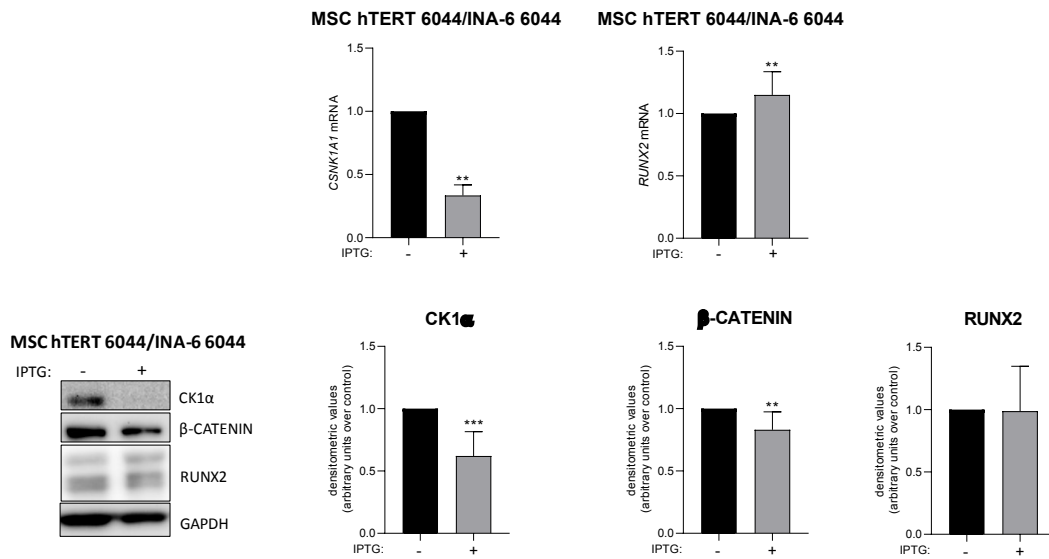 MSC hTERT 6044/INA-6 6044
1.5
1.0
0.5
0.0
CSNK1A1 mRNA
**
IPTG: - +
MSC hTERT 6044/INA-6 6044
1.5
1.0
0.5
0.0
RUNX2 mRNA
**
IPTG: - +
MSC hTERT 6044/INA-6 6044
IPTG: - +
CK1α
β-CATENIN
RUNX2
GAPDH
CK1α
1.5
1.0
0.5
0.0
densitometric values
(arbitrary units over control)
***
IPTG: - +
β-CATENIN
1.5
1.0
0.5
0.0
densitometric values
(arbitrary units over control)
**
IPTG: - +
RUNX2
1.5
1.0
0.5
0.0
densitometric values
(arbitrary units over control)
IPTG: - +